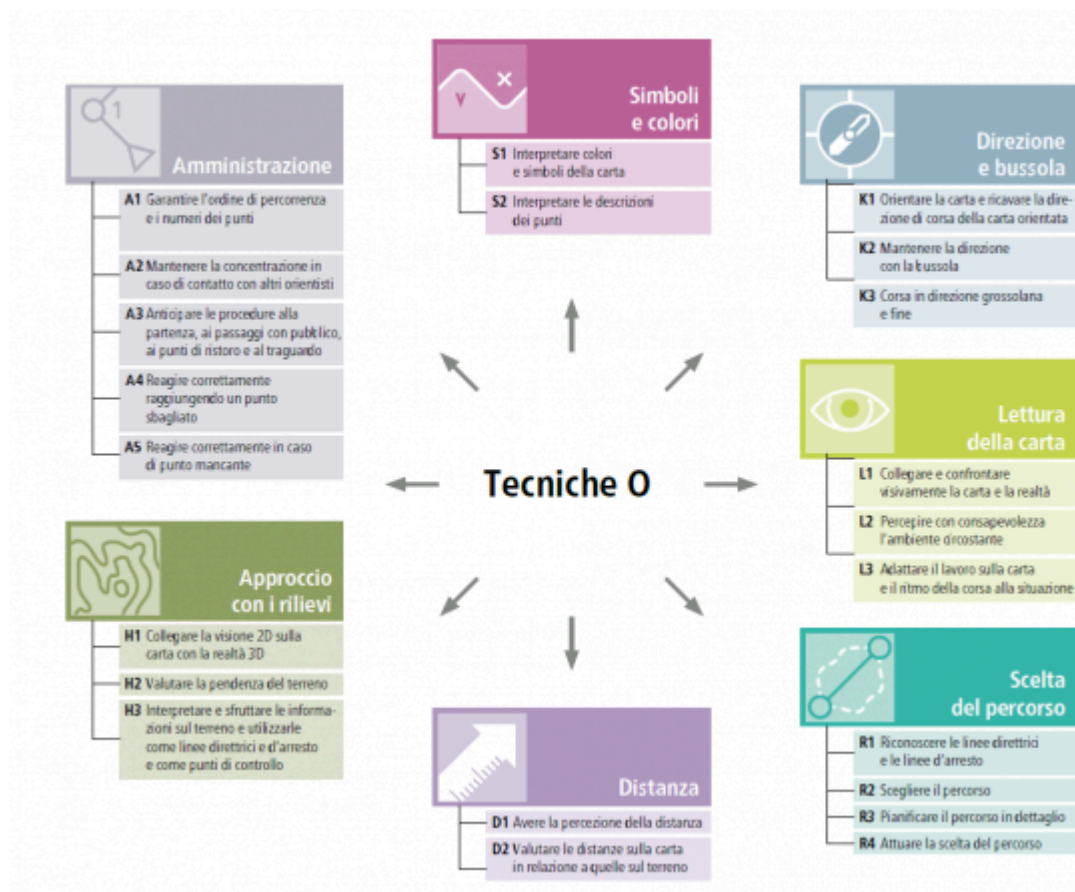 Simboli
e colori
S1 Interpretare colori
e simboli della carta
S2 Interpretare le descrizioni
dei punti
1
Amministrazione
A1 Garantire l'ordine di percorrenza
e i numeri dei punti
A2 Mantenere la concentrazione in
caso di contatto con altri orientisti
A3 Anticipare le procedure alla
partenza, ai passaggi con pubblico,
ai punti di ristoro e al traguardo
A4 Reagire correttamente
raggiungendo un punto
sbagliato
A5 Reagire correttamente in caso
di punto mancante
Direzione
e bussola
K1 Orientare la carta e ricavare la dire-
zione di corsa della carta orientata
K2 Mantenere la direzione
con la bussola
K3 Corsa in direzione grossolana
e fine
Lettura
della carta
L1 Collegare e confrontare
visivamente la carta e la realtà
L2 Percepire con consapevolezza
l'ambiente circostante
L3 Adattare il lavoro sulla carta
e il ritmo della corsa alla situazione
Tecniche O
Approccio
con i rilievi
H1 Collegare la visione 2D sulla
carta con la realtà 3D
H2 Valutare la pendenza del terreno
H3 Interpretare e sfruttare le informa-
zioni sul terreno e utilizzarle
come linee direttrici e d'arresto
e come punti di controllo
Distanza
D1 Avere la percezione della distanza
D2 Valutare le distanze sulla carta
in relazione a quelle sul terreno
Scelta
del percorso
R1 Riconoscere le linee direttrici
e le linee d'arresto
R2 Scegliere il percorso
R3 Pianificare il percorso in dettaglio
R4 Attuare la scelta del percorso